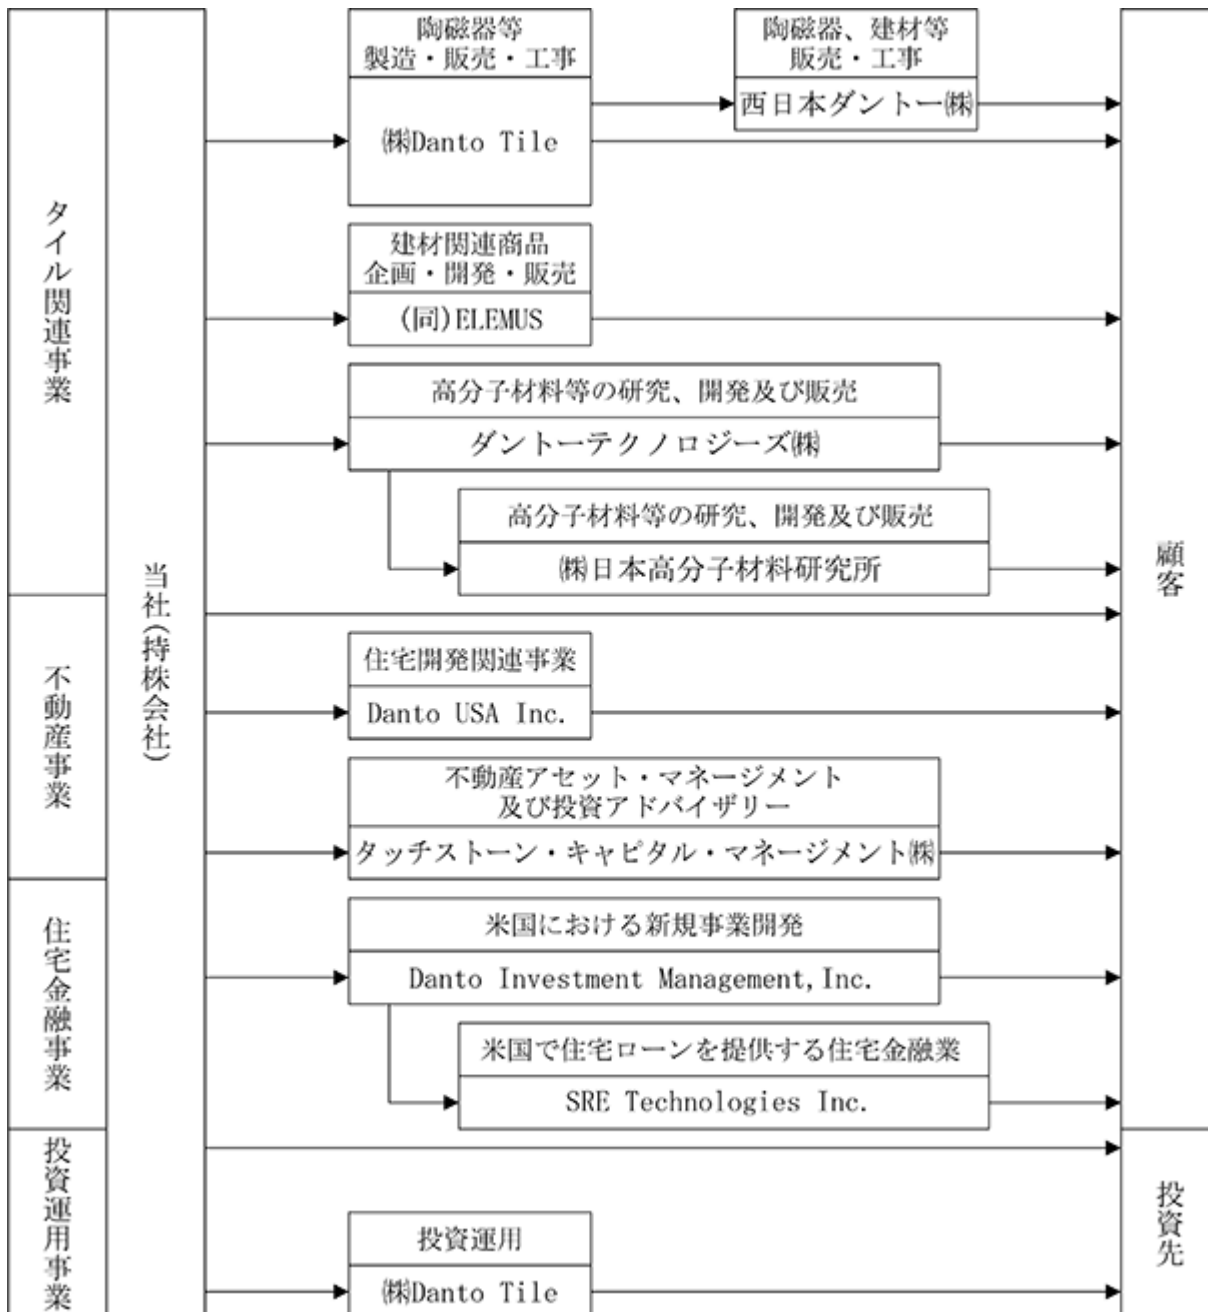 タイル関連事業
不動産事業
住宅金融事業
投資運用事業
当社(持株会社)
陶磁器等
製造・販売・工事
㈱Danto Tile
陶磁器、建材等
販売・工事
西日本ダントー㈱
建材関連商品
企画・開発・販売
(同)ELEMUS
高分子材料等の研究、開発及び販売
ダントーテクノロジーズ㈱
高分子材料等の研究、開発及び販売
㈱日本高分子材料研究所
住宅開発関連事業
Danto USA Inc.
不動産アセット・マネージメント
及び投資アドバイザリー
タッチストーン・キャピタル・マネージメント㈱
米国における新規事業開発
Danto Investment Management,Inc.
米国で住宅ローンを提供する住宅金融業
SRE Technologies Inc.
投資運用
㈱Danto Tile
顧客
投資先